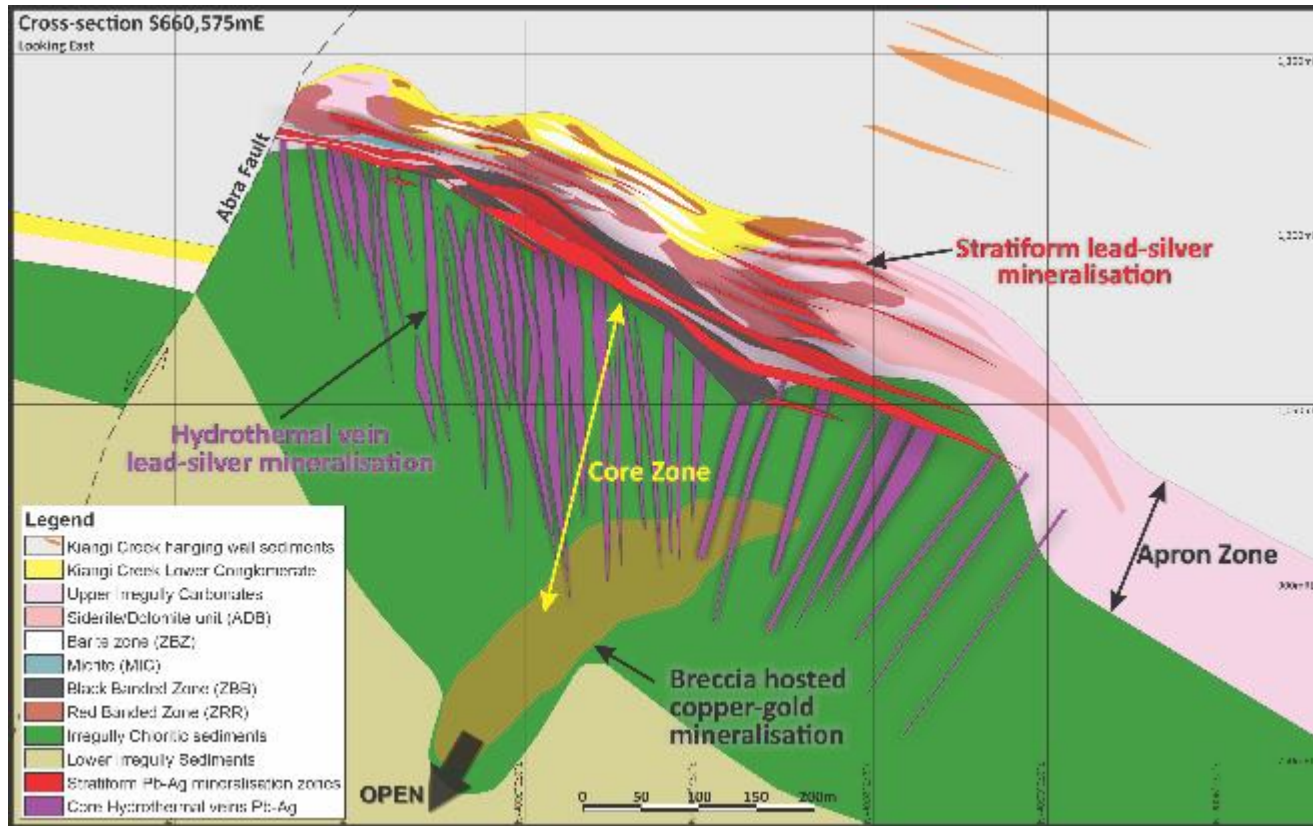 Cross-section S660,575mE
Looking East
Abra Fault
Stratiform lead-silver
mineralisation
Hydrothermal vein
lead-silver mineralisation
Core Zone
Apron Zone
Breccia hosted
copper-gold
mineralisation
OPEN
0 50 100 150 200m
Legend
Kiangi Creek hanging wall sediments
Kiangi Creek Lower Conglomerate
Upper Irregully Carbonates
Siderite/Dolomite unit (ADB)
Barite zone (ZBZ)
Black Banded Zone (ZBB)
Red Banded Zone (ZRR)
Irregully Chloritic sediments
Lower Irregully Sediments
Stratiform Pb-Ag mineralisation zones
Core Hydrothermal veins Pb-Ag